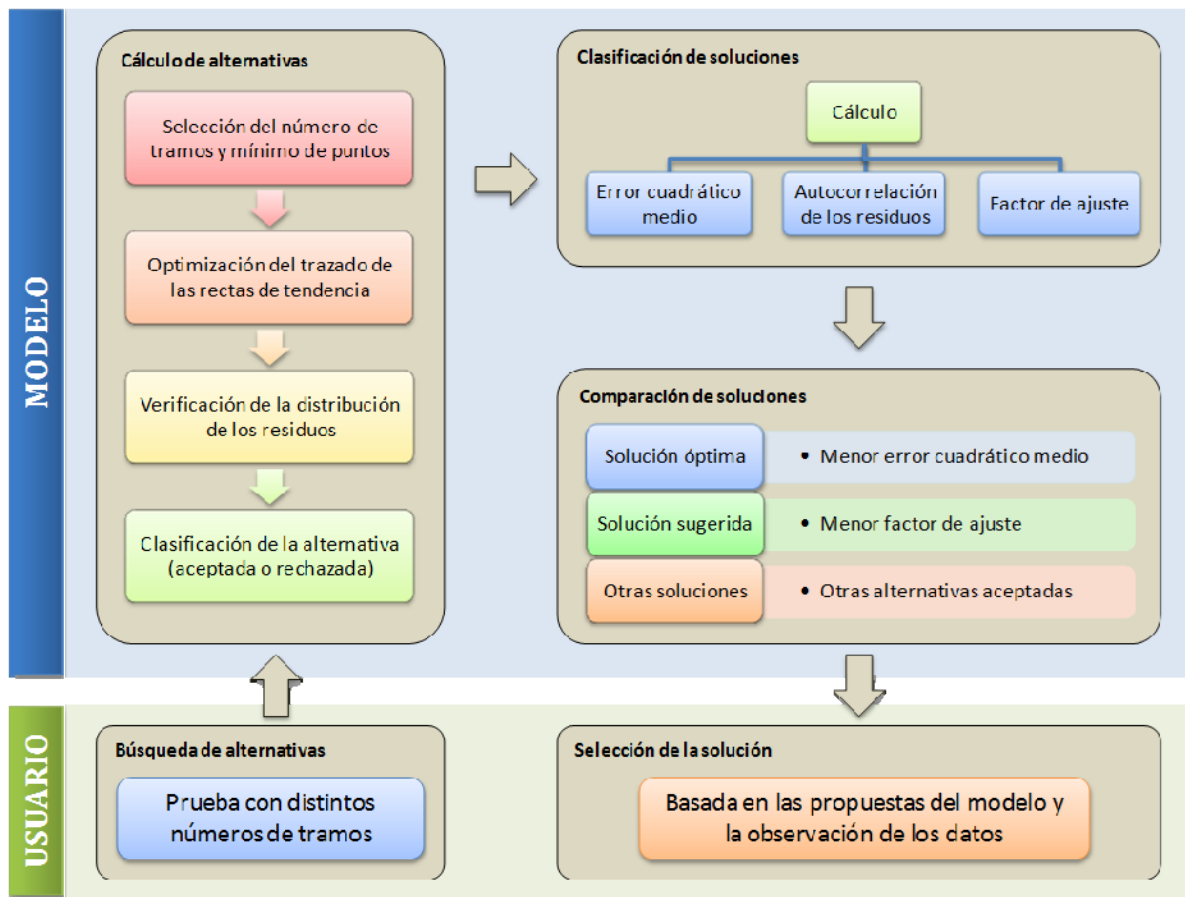 MODELO
Cálculo de alternativas
Selección del número de
tramos y mínimo de puntos
Optimización del trazado de
las rectas de tendencia
Verificación de la distribución
de los residuos
Clasificación de la alternativa
(aceptada o rechazada)
Clasificación de soluciones
Cálculo
Error cuadrático
medio
Autocorrelación
de los residuos
Factor de ajuste
Comparación de soluciones
Solución óptima
• Menor error cuadrático medio
Solución sugerida
• Menor factor de ajuste
Otras soluciones
• Otras alternativas aceptadas
USUARIO
Búsqueda de alternativas
Prueba con distintos
números de tramos
Selección de la solución
Basada en las propuestas del modelo y
la observación de los datos